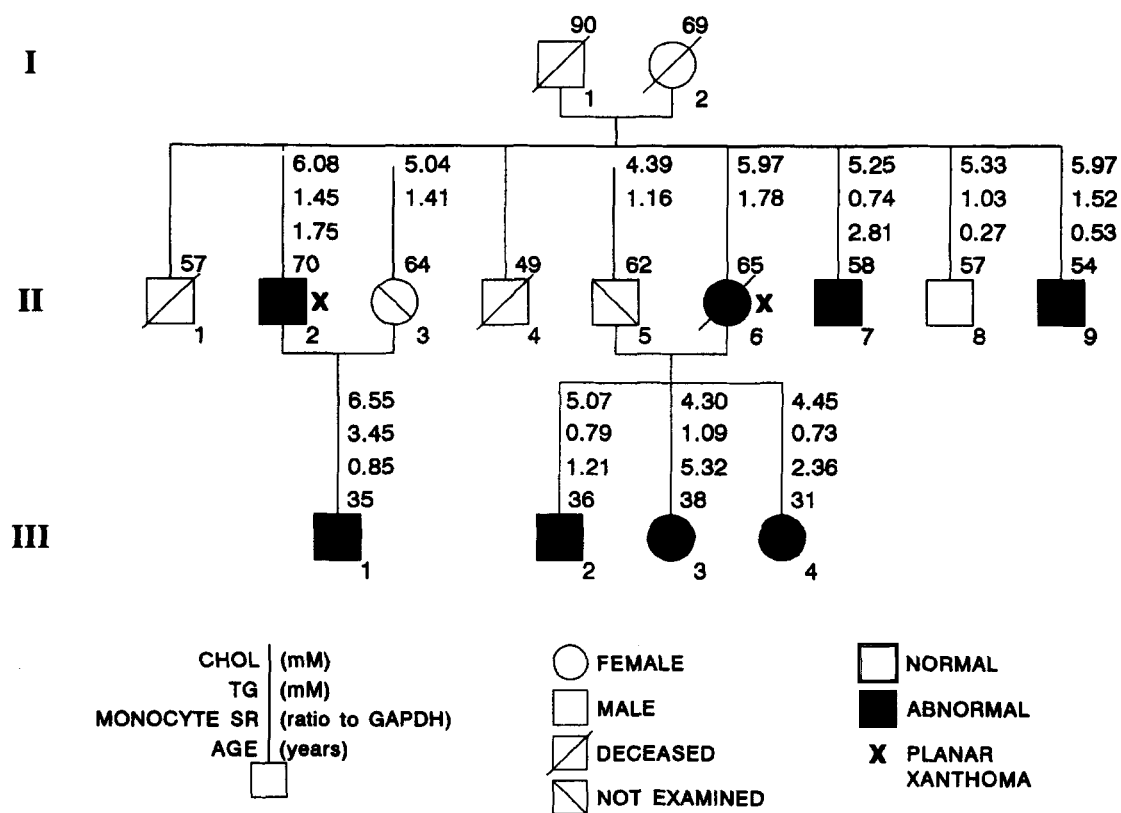 I
90 69
1 2
6.08 5.04 4.39 5.97 5.25 5.33 5.97
1.45 1.41 1.16 1.78 0.74 1.03 1.52
1.75 2.81 0.27 0.53
57 70 64 49 62 65 58 57 54
II
X X
1 2 3 4 5 6 7 8 9
6.55 5.07 4.30 4.45
3.45 0.79 1.09 0.73
0.85 1.21 5.32 2.36
35 36 38 31
III
1 2 3 4
CHOL (mM)
TG (mM)
MONOCYTE SR (ratio to GAPDH)
AGE (years)
FEMALE
MALE
DECEASED
NOT EXAMINED
NORMAL
ABNORMAL
X PLANAR
XANTHOMA